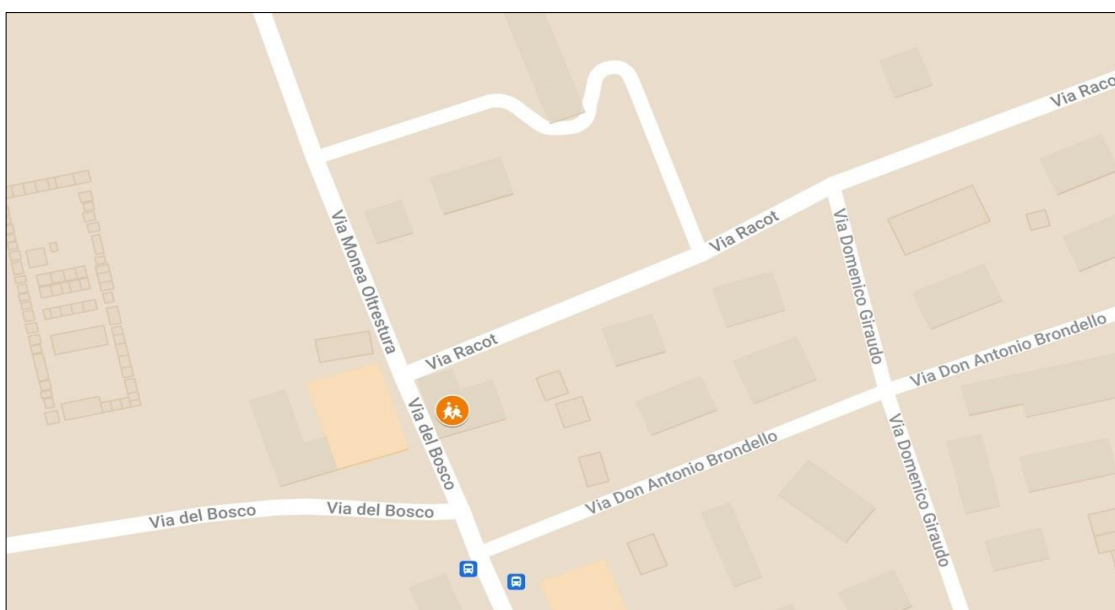 Via Raco
Via Monea Oltrestura
Via Racot
Via Domenico Giraudo
Via Racot
Via Don Antonio Brondello
Via del Bosco
Via Don Antonio Brondello
Via Domenico Giraudo
Via del Bosco
Via del Bosco